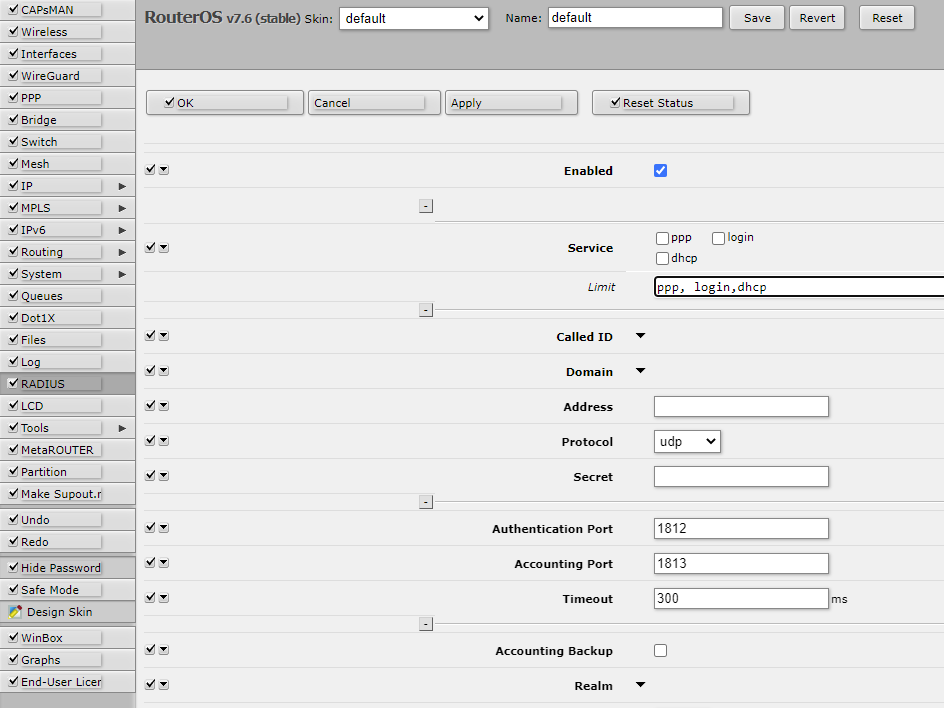 CAPsMAN
Wireless
Interfaces
WireGuard
PPP
Bridge
Switch
Mesh
IP
MPLS
IPv6
Routing
System
Queues
Dot1X
Files
Log
RADIUS
LCD
Tools
MetaROUTER
Partition
Make Supout.r
Undo
Redo
Hide Password
Safe Mode
Design Skin
WinBox
Graphs
End-User Licer
RouterOS v7.6 (stable) Skin: default Name: default Save Revert Reset
OK Cancel Apply Reset Status
Enabled
-
Service ppp login
dhcp
Limit ppp, login,dhcp
-
Called ID
Domain
Address
Protocol udp
Secret
-
Authentication Port 1812
Accounting Port 1813
Timeout 300 ms
-
Accounting Backup
Realm